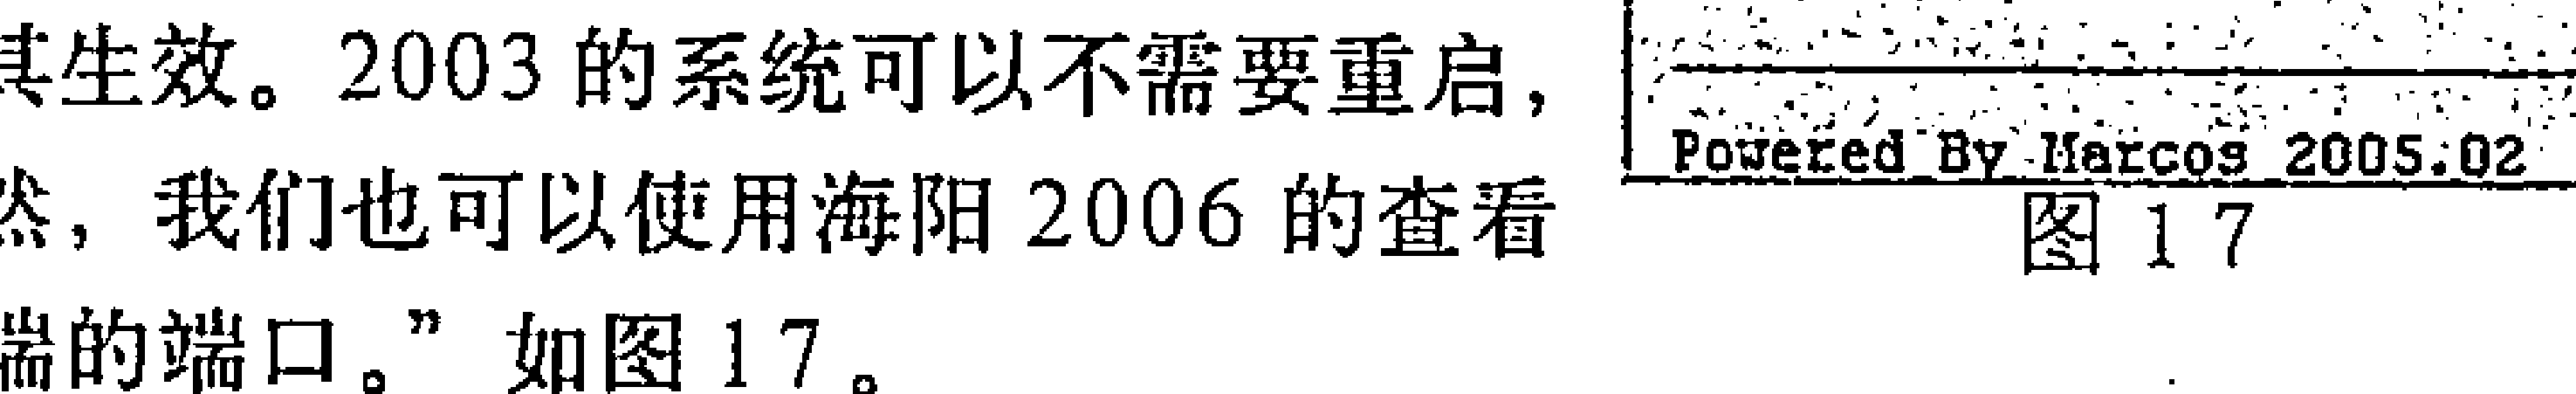 其生效。2003 的系统可以不需要重启,
然, 我们也可以使用海阳 2006 的查看
端的端口。” 如图 17。
Powered By Marcos 2005.02
图 17